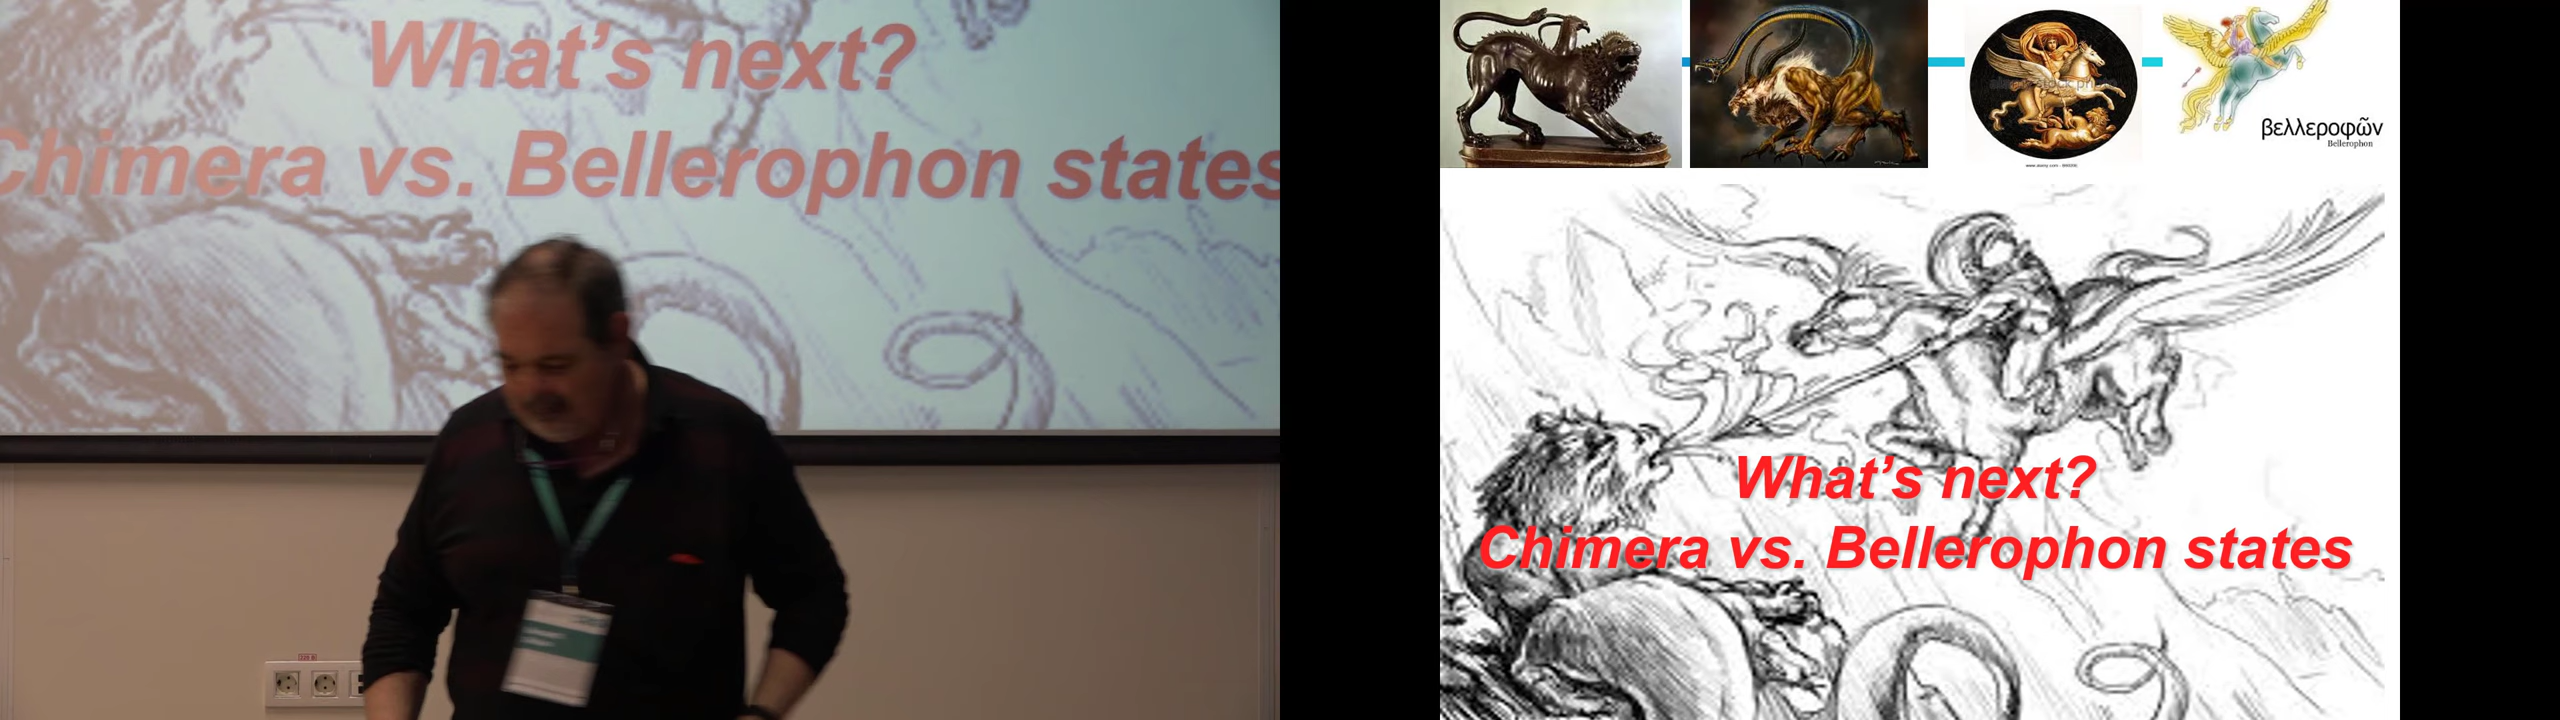 What's next?
Chimera vs. Bellerophon states
βελλεροφῶν
Bellerophon
What's next?
Chimera vs. Bellerophon states